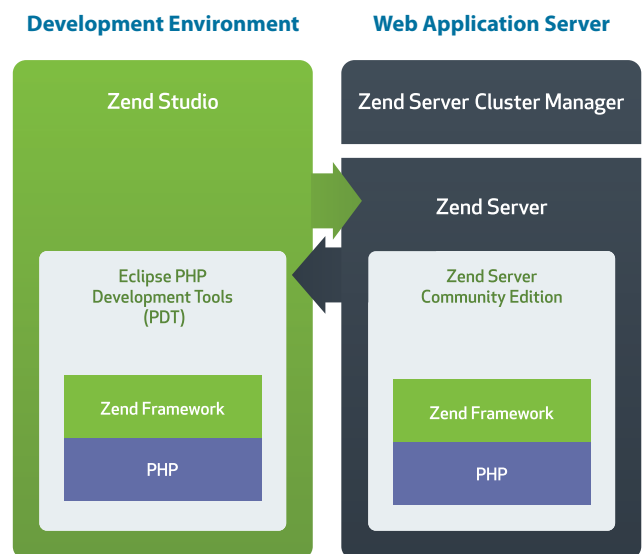 Development Environment
Web Application Server
Zend Studio
Zend Server Cluster Manager
Zend Server
Eclipse PHP
Development Tools
(PDT)
Zend Framework
PHP
Zend Server
Community Edition
Zend Framework
PHP